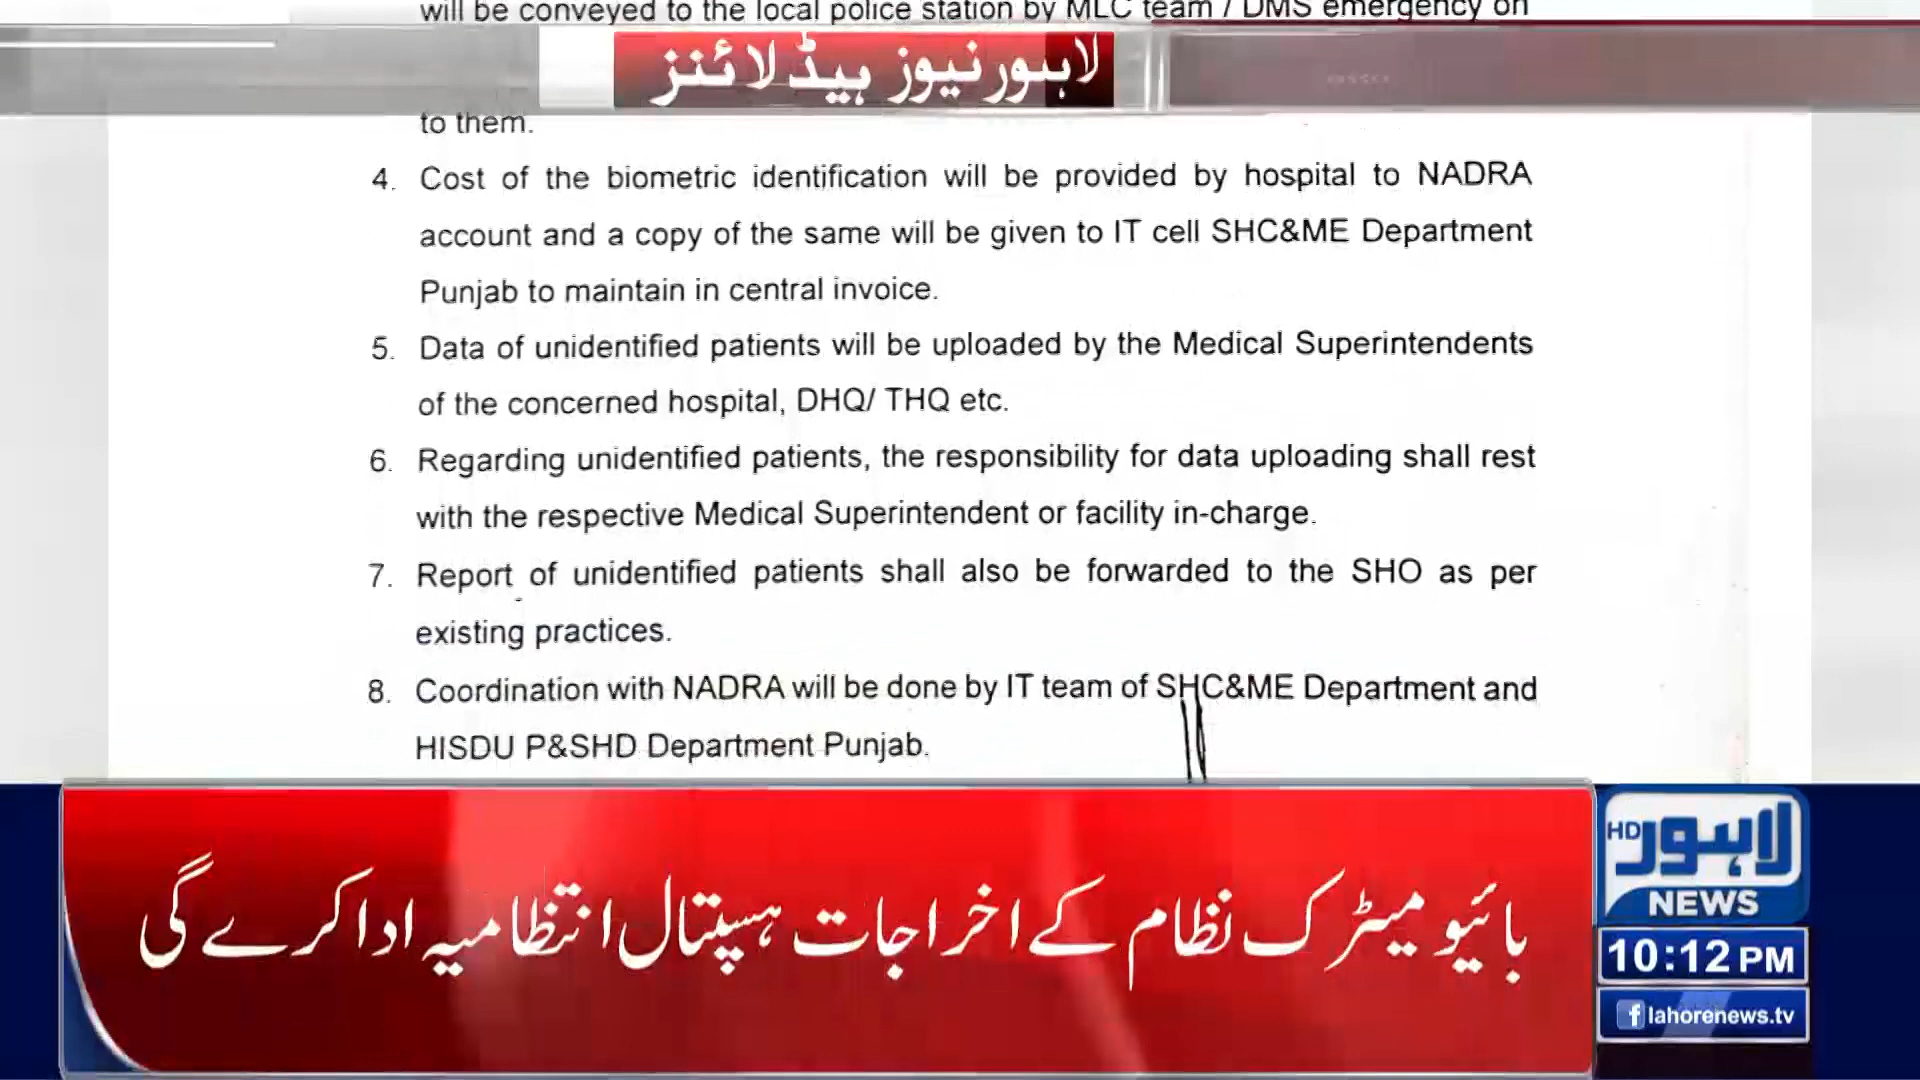 will be conveyed to the local police station by MLC team / DMS emergency on
لاہور نیوز ہیڈ لائنز
to them.
4. Cost of the biometric identification will be provided by hospital to NADRA
account and a copy of the same will be given to IT cell SHC&ME Department
Punjab to maintain in central invoice.
5. Data of unidentified patients will be uploaded by the Medical Superintendents
of the concerned hospital, DHQ/ THQ etc.
6. Regarding unidentified patients, the responsibility for data uploading shall rest
with the respective Medical Superintendent or facility in-charge.
7. Report of unidentified patients shall also be forwarded to the SHO as per
existing practices.
8. Coordination with NADRA will be done by IT team of SHC&ME Department and
HISDU P&SHD Department Punjab.
بائیو میٹرک نظام کے اخراجات ہسپتال انتظامیہ ادا کرے گی
لاہور HD
NEWS
10:12 PM
lahorenews.tv